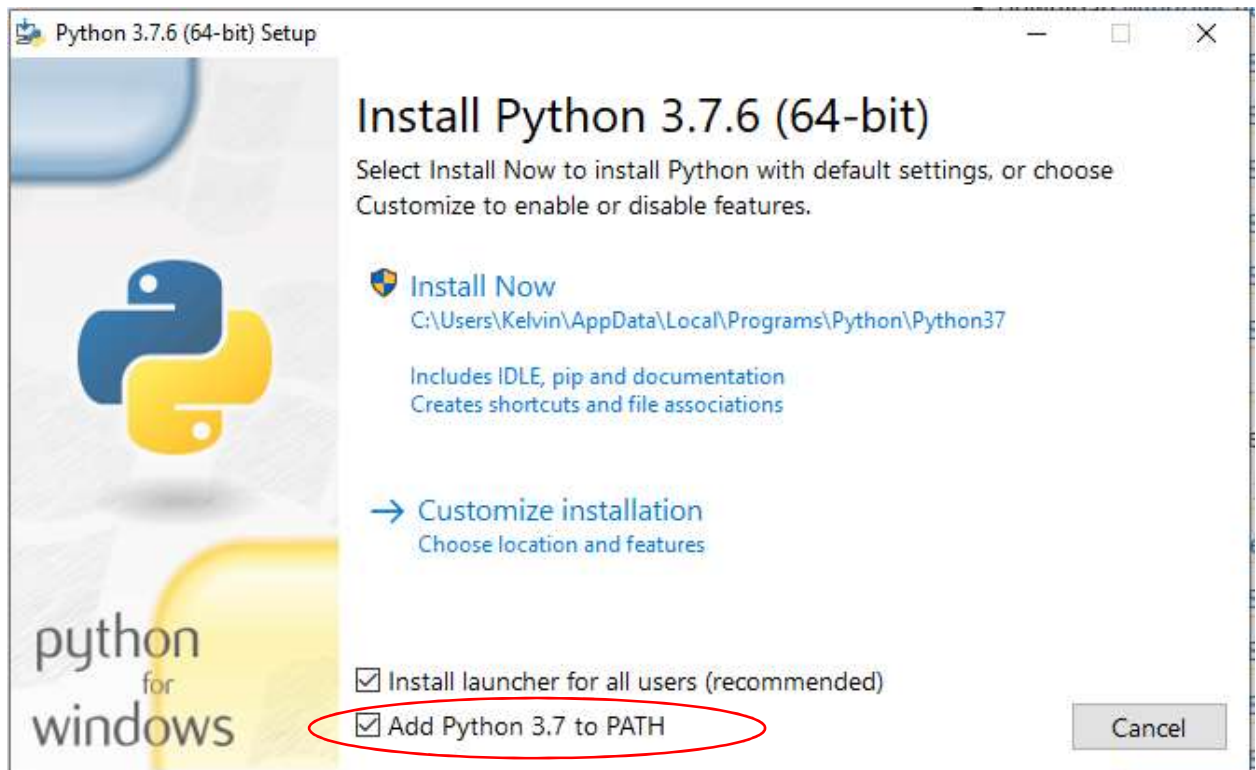 Python 3.7.6 (64-bit) Setup
Install Python 3.7.6 (64-bit)
Select Install Now to install Python with default settings, or choose
Customize to enable or disable features.
Install Now
C:\Users\Kelvin\AppData\Local\Programs\Python\Python37
Includes IDLE, pip and documentation
Creates shortcuts and file associations
Customize installation
Choose location and features
python
for
windows
Install launcher for all users (recommended)
Add Python 3.7 to PATH
Cancel